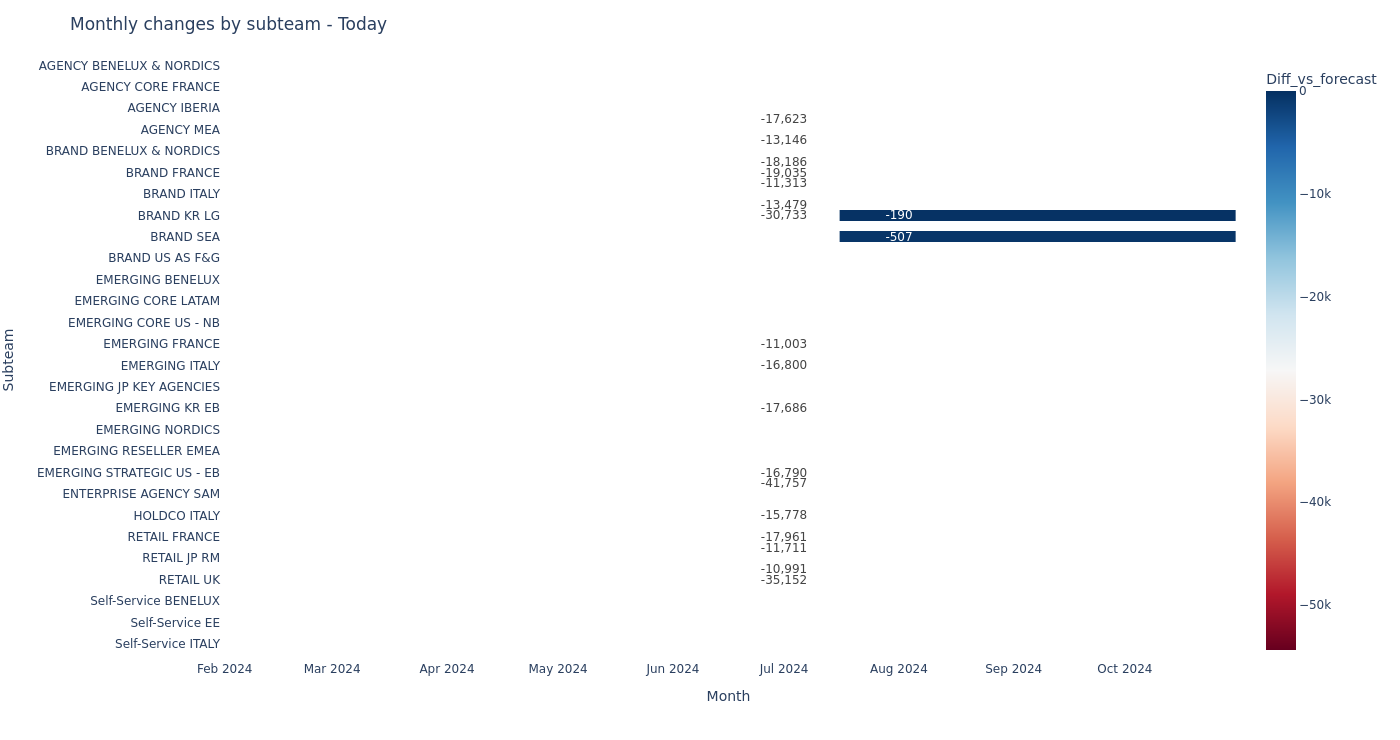 Monthly changes by subteam - Today
Diff_vs_forecast
AGENCY BENELUX & NORDICS
AGENCY CORE FRANCE
AGENCY IBERIA
-17,623
AGENCY MEA
-13,146
BRAND BENELUX & NORDICS
-18,186
BRAND FRANCE -19,035
-11,313
BRAND ITALY
-13,479
BRAND KR LG -30,733 -190
BRAND SEA -507
BRAND US AS F&G
EMERGING BENELUX
EMERGING CORE LATAM
EMERGING CORE US - NB
EMERGING FRANCE -11,003
EMERGING ITALY -16,800
EMERGING JP KEY AGENCIES
EMERGING KR EB -17,686
EMERGING NORDICS
EMERGING RESELLER EMEA
EMERGING STRATEGIC US - EB -16,790
-41,757
ENTERPRISE AGENCY SAM
HOLDCO ITALY -15,778
RETAIL FRANCE -17,961
-11,711
RETAIL JP RM
-10,991
RETAIL UK -35,152
Self-Service BENELUX
Self-Service EE
Self-Service ITALY
Subteam
Feb 2024 Mar 2024 Apr 2024 May 2024 Jun 2024 Jul 2024 Aug 2024 Sep 2024 Oct 2024
Month
0
−10k
−20k
−30k
−40k
−50k